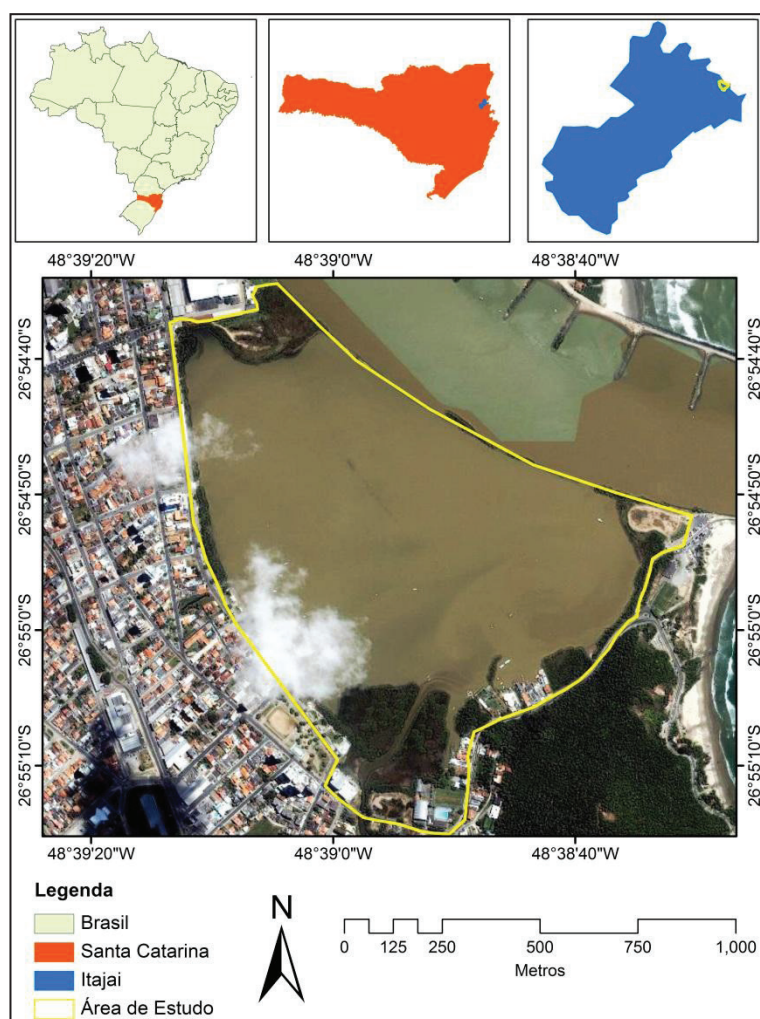 48°39'20"W 48°39'0"W 48°38'40"W
26°54'40"S 26°54'40"S
26°54'50"S 26°54'50"S
26°55'0"S 26°55'0"S
26°55'10"S 26°55'10"S
48°39'20"W 48°39'0"W 48°38'40"W
Legenda
Brasil
Santa Catarina
Itajai
Área de Estudo
N
0 125 250 500 750 1,000
Metros